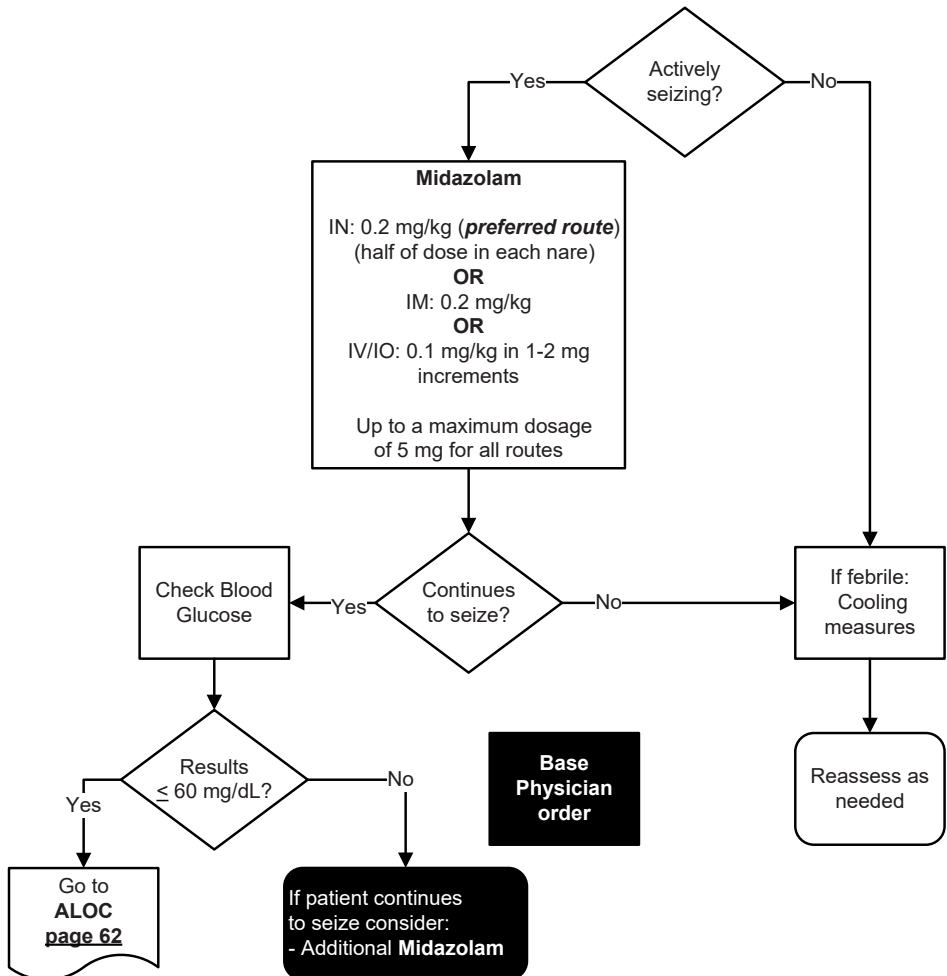 Actively
seizing?
Yes
No
Midazolam
IN: 0.2 mg/kg (preferred route)
(half of dose in each nare)
OR
IM: 0.2 mg/kg
OR
IV/IO: 0.1 mg/kg in 1-2 mg
increments
Up to a maximum dosage
of 5 mg for all routes
Check Blood
Glucose
Yes
Continues
to seize?
No
If febrile:
Cooling
measures
Results
≤ 60 mg/dL?
Yes
No
Base
Physician
order
Reassess as
needed
Go to
ALOC
page 62
If patient continues
to seize consider:
- Additional Midazolam